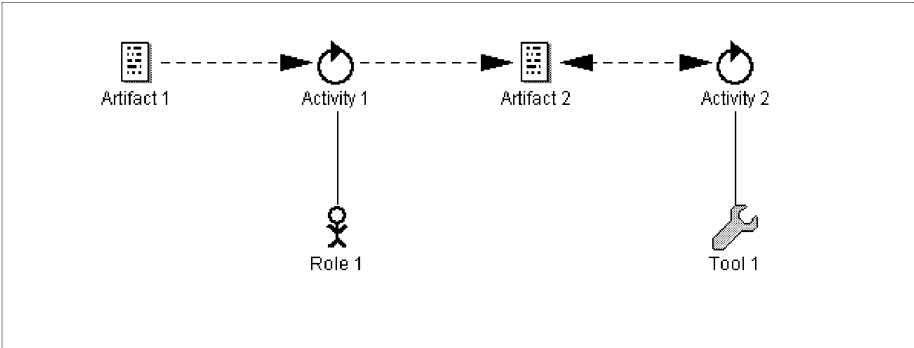 Artifact 1
Activity 1
Artifact 2
Activity 2
Role 1
Tool 1